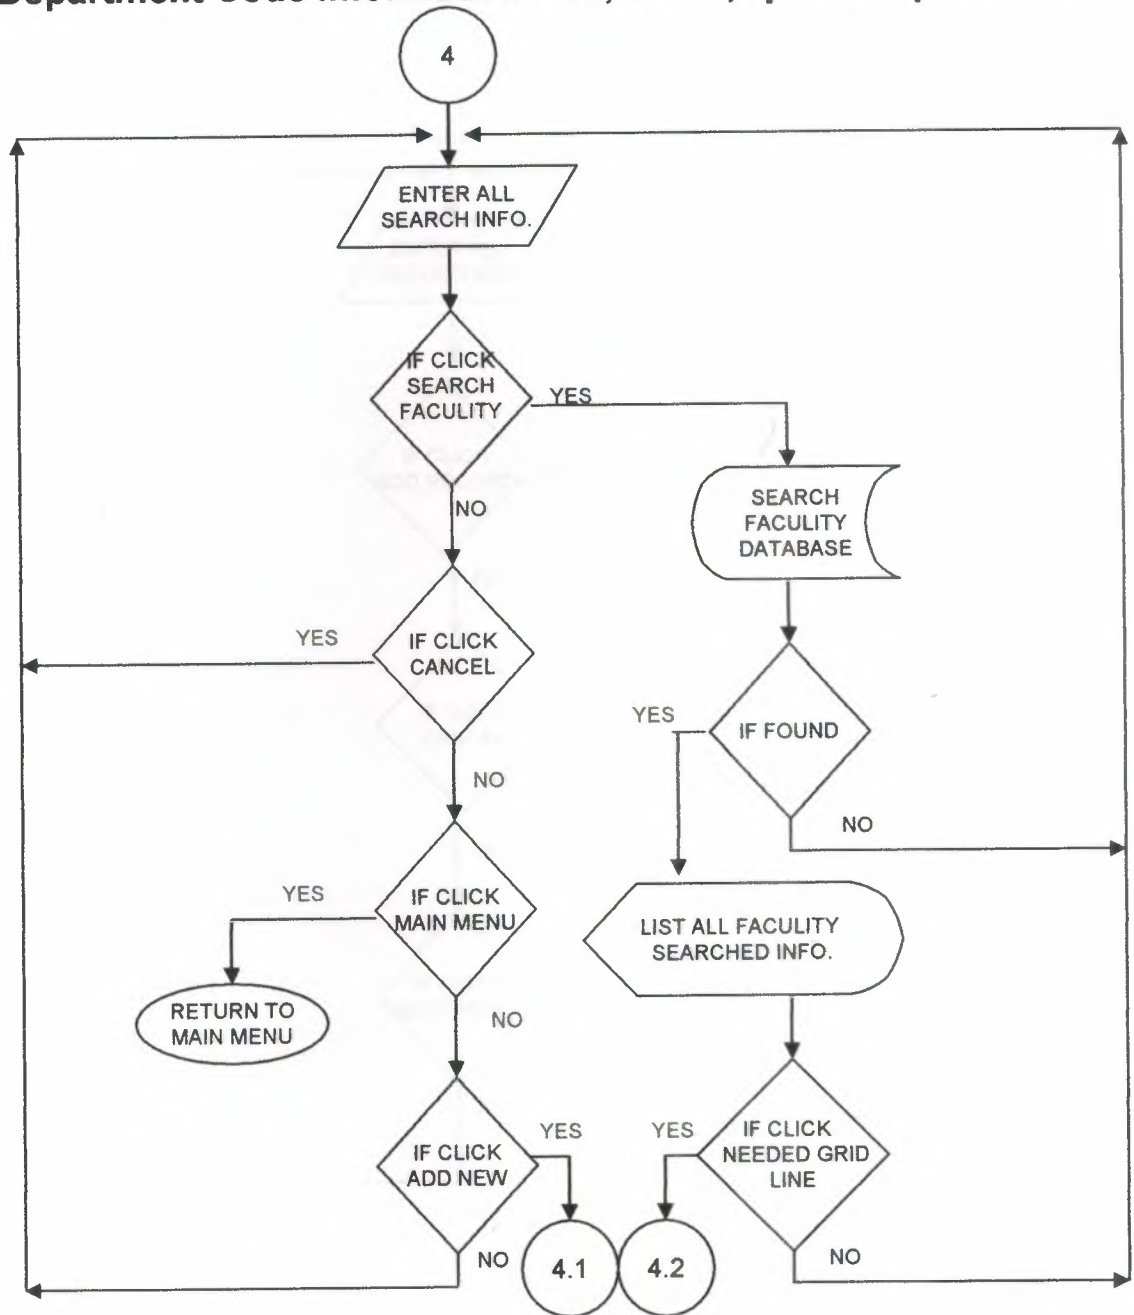 Department Code
4
ENTER ALL
SEARCH INFO.
IF CLICK
SEARCH
FACULITY
YES
NO
SEARCH
FACULITY
DATABASE
YES
IF CLICK
CANCEL
YES
IF FOUND
NO
NO
YES
IF CLICK
MAIN MENU
LIST ALL FACULITY
SEARCHED INFO.
RETURN TO
MAIN MENU
NO
IF CLICK
ADD NEW
YES
YES
IF CLICK
NEEDED GRID
LINE
NO
4.1
4.2
NO